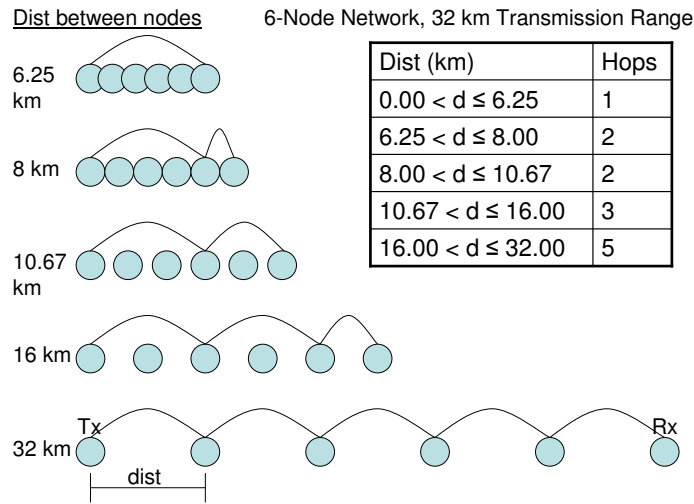 Dist between nodes
6-Node Network, 32 km Transmission Range
Dist (km) Hops
0.00 < d ≤ 6.25 1
6.25 < d ≤ 8.00 2
8.00 < d ≤ 10.67 2
10.67 < d ≤ 16.00 3
16.00 < d ≤ 32.00 5
6.25
km
8 km
10.67
km
16 km
Tx Rx
32 km
dist